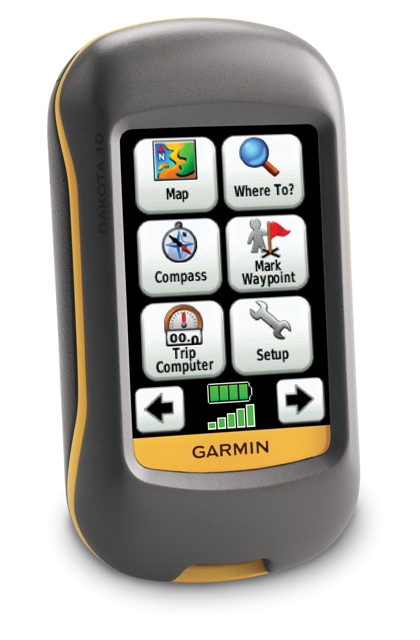 DAKOTA 10
N
Map
Where To?
Compass
Mark
Waypoint
00.0
Trip
Computer
Setup
GARMIN